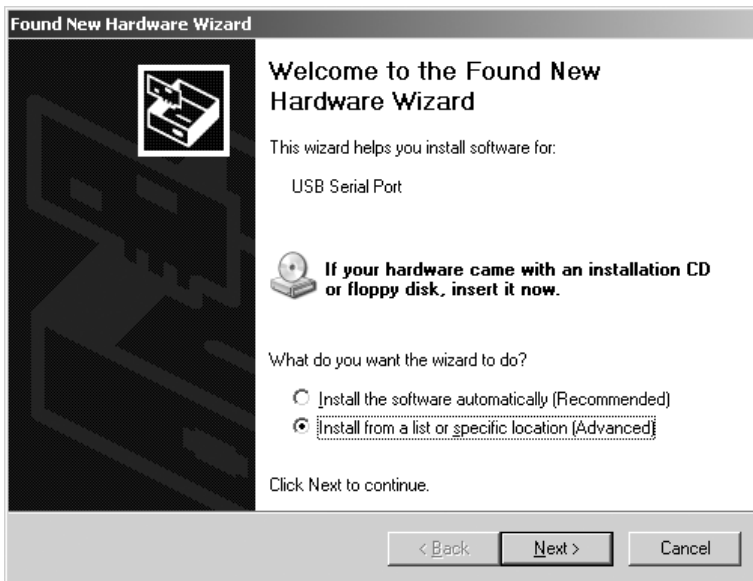 Found New Hardware Wizard
Welcome to the Found New
Hardware Wizard
This wizard helps you install software for:
USB Serial Port
If your hardware came with an installation CD
or floppy disk, insert it now.
What do you want the wizard to do?
Install the software automatically (Recommended)
Install from a list or specific location (Advanced)
Click Next to continue.
< Back
Next >
Cancel